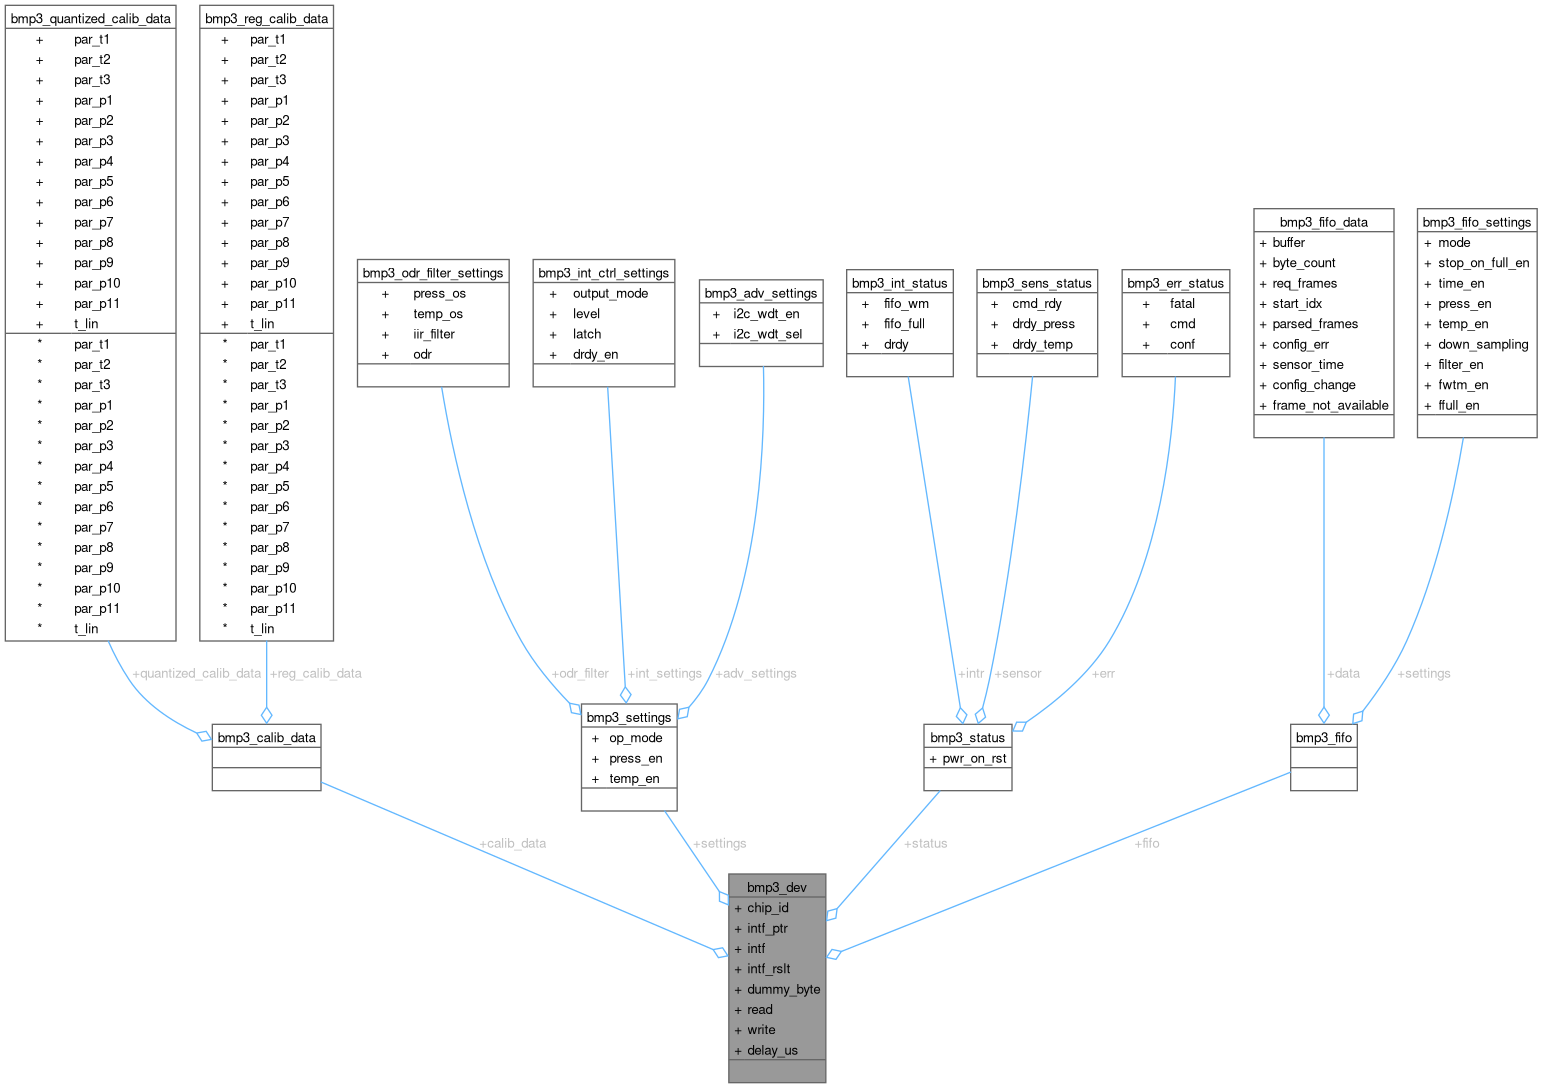 bmp3_quantized_calib_data
+ par_t1
+ par_t2
+ par_t3
+ par_p1
+ par_p2
+ par_p3
+ par_p4
+ par_p5
+ par_p6
+ par_p7
+ par_p8
+ par_p9
+ par_p10
+ par_p11
+ t_lin
* par_t1
* par_t2
* par_t3
* par_p1
* par_p2
* par_p3
* par_p4
* par_p5
* par_p6
* par_p7
* par_p8
* par_p9
* par_p10
* par_p11
* t_lin
bmp3_reg_calib_data
+ par_t1
+ par_t2
+ par_t3
+ par_p1
+ par_p2
+ par_p3
+ par_p4
+ par_p5
+ par_p6
+ par_p7
+ par_p8
+ par_p9
+ par_p10
+ par_p11
+ t_lin
* par_t1
* par_t2
* par_t3
* par_p1
* par_p2
* par_p3
* par_p4
* par_p5
* par_p6
* par_p7
* par_p8
* par_p9
* par_p10
* par_p11
* t_lin
bmp3_odr_filter_settings
+ press_os
+ temp_os
+ iir_filter
+ odr
bmp3_int_ctrl_settings
+ output_mode
+ level
+ latch
+ drdy_en
bmp3_adv_settings
+ i2c_wdt_en
+ i2c_wdt_sel
bmp3_int_status
+ fifo_wm
+ fifo_full
+ drdy
bmp3_sens_status
+ cmd_rdy
+ drdy_press
+ drdy_temp
bmp3_err_status
+ fatal
+ cmd
+ conf
bmp3_fifo_data
+ buffer
+ byte_count
+ req_frames
+ start_idx
+ parsed_frames
+ config_err
+ sensor_time
+ config_change
+ frame_not_available
bmp3_fifo_settings
+ mode
+ stop_on_full_en
+ time_en
+ press_en
+ temp_en
+ down_sampling
+ filter_en
+ fwtm_en
+ ffull_en
+quantized_calib_data
+reg_calib_data
+odr_filter
+int_settings
+adv_settings
+intr
+sensor
+err
+data
+settings
bmp3_calib_data
bmp3_settings
+ op_mode
+ press_en
+ temp_en
bmp3_status
+ pwr_on_rst
bmp3_fifo
+calib_data
+settings
+status
+fifo
bmp3_dev
+ chip_id
+ intf_ptr
+ intf
+ intf_rslt
+ dummy_byte
+ read
+ write
+ delay_us